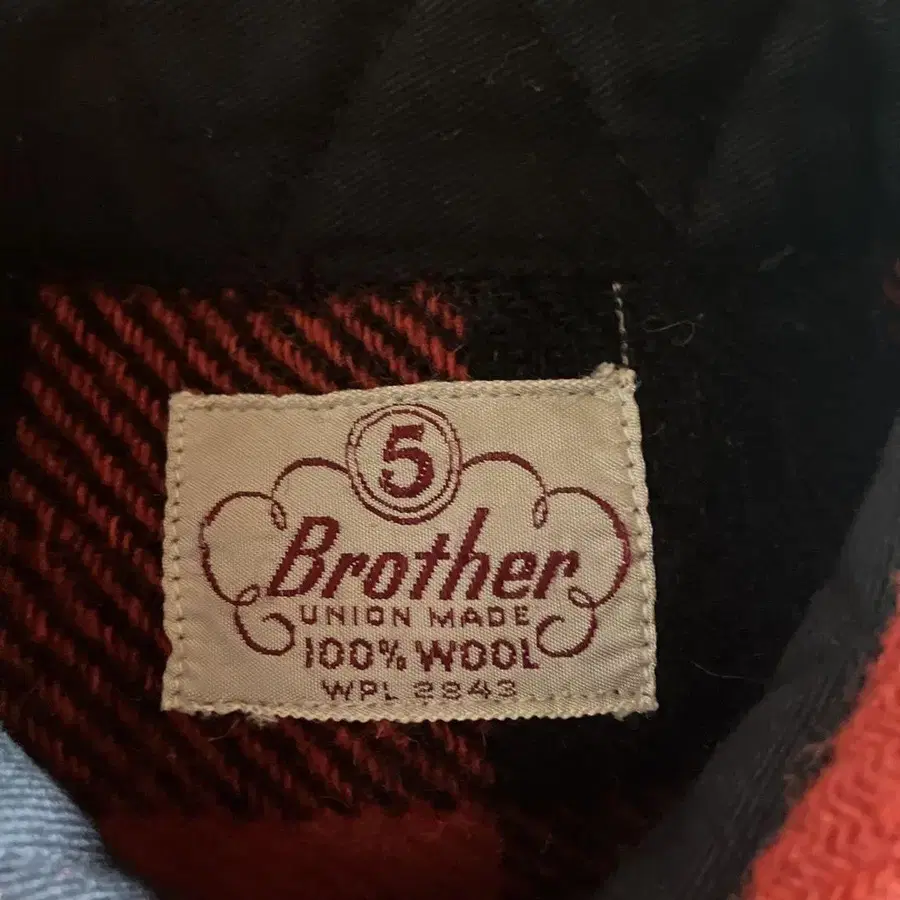 5
Brother
UNION MADE
100% WOOL
WPL 2843